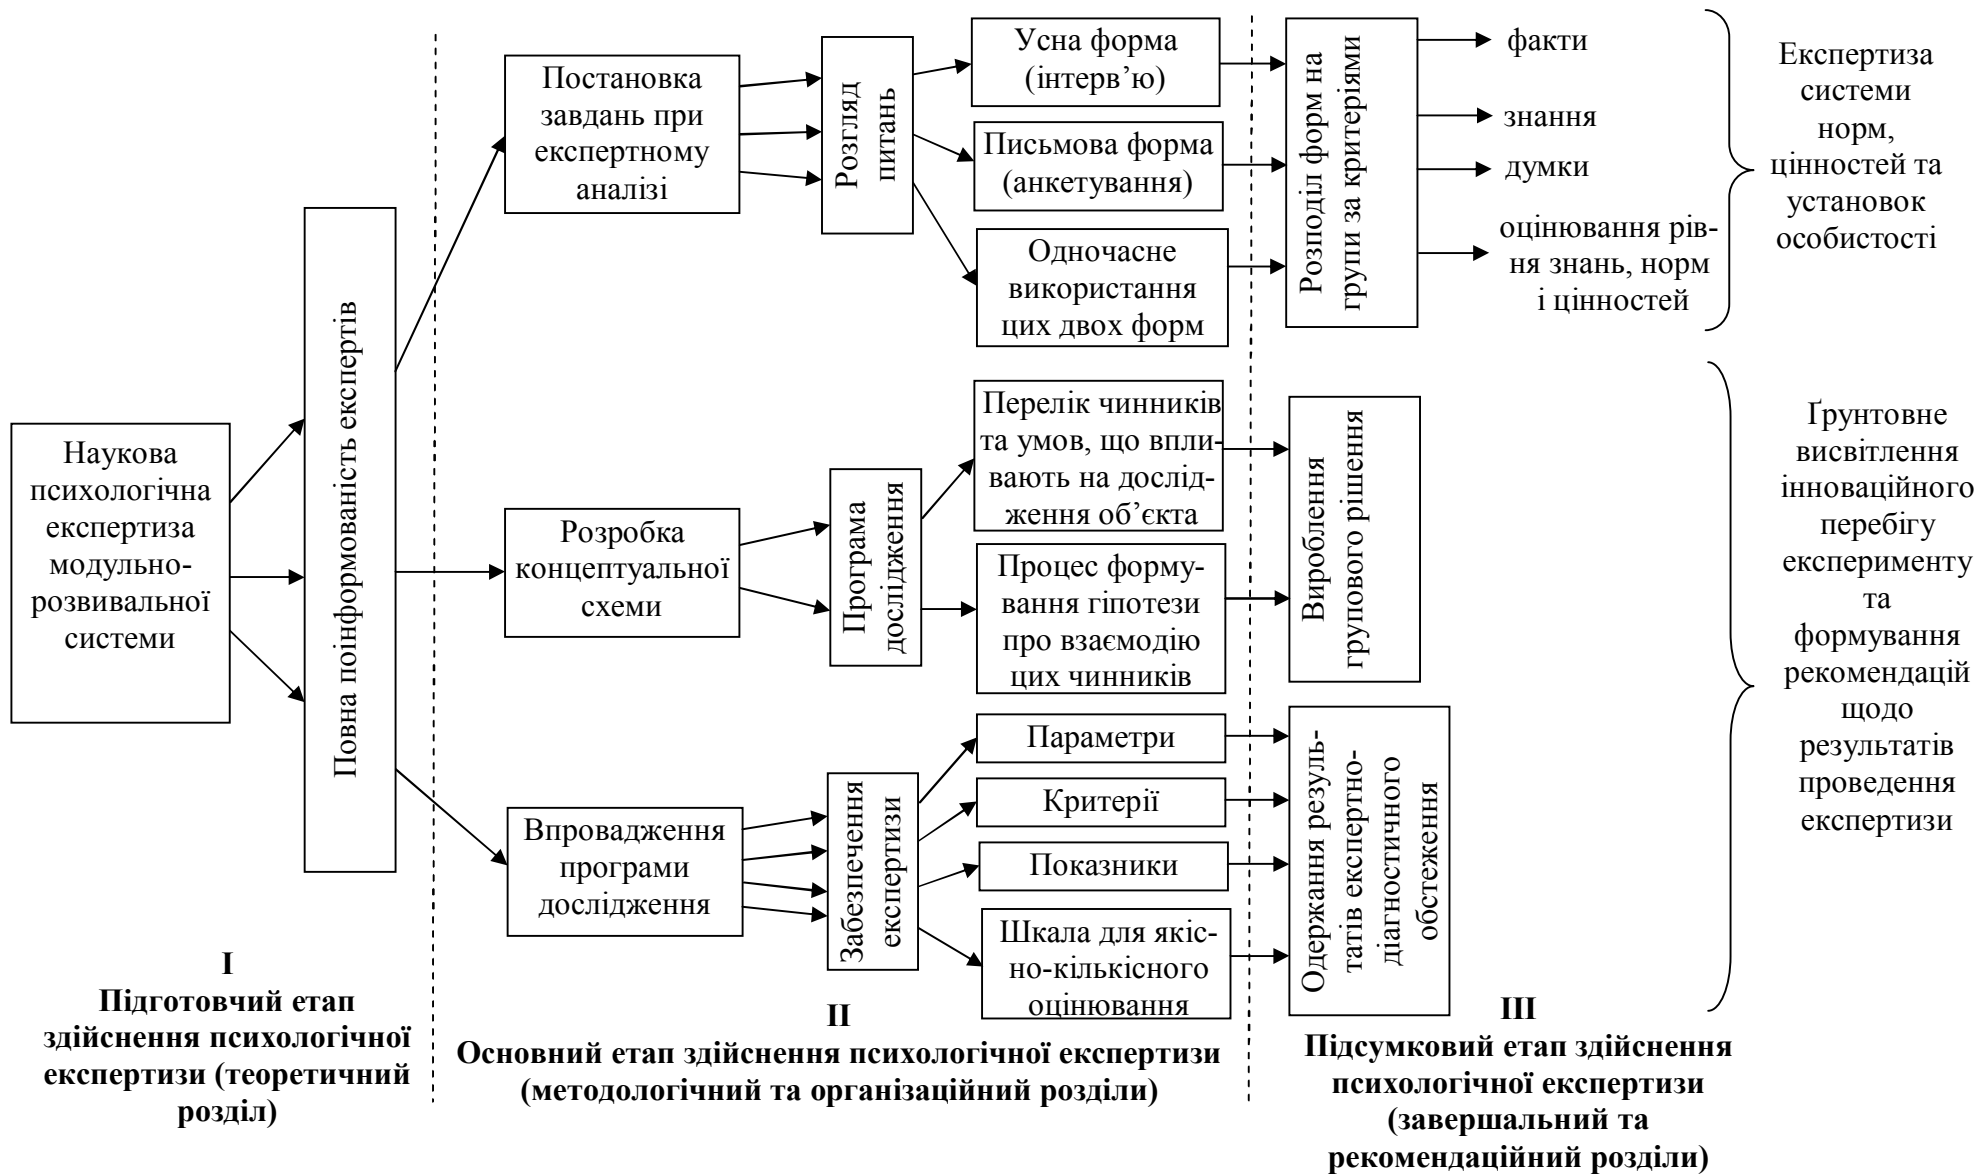 Наукова
психологічна
експертиза
модульно-
розвивальної
системи
Повна поінформованість експертів
I
Підготовчий етап
здійснення психологічної
експертизи (теоретичний
розділ)
Постановка
завдань при
експертному
аналізі
Розгляд
питань
Усна форма
(інтерв’ю)
Письмова форма
(анкетування)
Одночасне
використання
цих двох форм
Розробка
концептуальної
схеми
Програма
дослідження
Перелік чинників
та умов, що впли-
вають на дослід-
ження об’єкта
Процес форму-
вання гіпотези
про взаємодію
цих чинників
Впровадження
програми
дослідження
Забезпечення
експертизи
Параметри
Критерії
Показники
Шкала для якіс-
но-кількісного
оцінювання
II
Основний етап здійснення психологічної експертизи
(методологічний та організаційний розділи)
Розподіл форм на
групи за критеріями
факти
знання
думки
оцінювання рів-
ня знань, норм
і цінностей
Експертиза
системи
норм,
цінностей та
установок
особистості
Вироблення
групового рішення
Одержання резуль-
татів експертно-
діагностичного
обстеження
Ґрунтовне
висвітлення
інноваційного
перебігу
експерименту
та
формування
рекомендацій
щодо
результатів
проведення
експертизи
III
Підсумковий етап здійснення
психологічної експертизи
(завершальний та
рекомендаційний розділи)